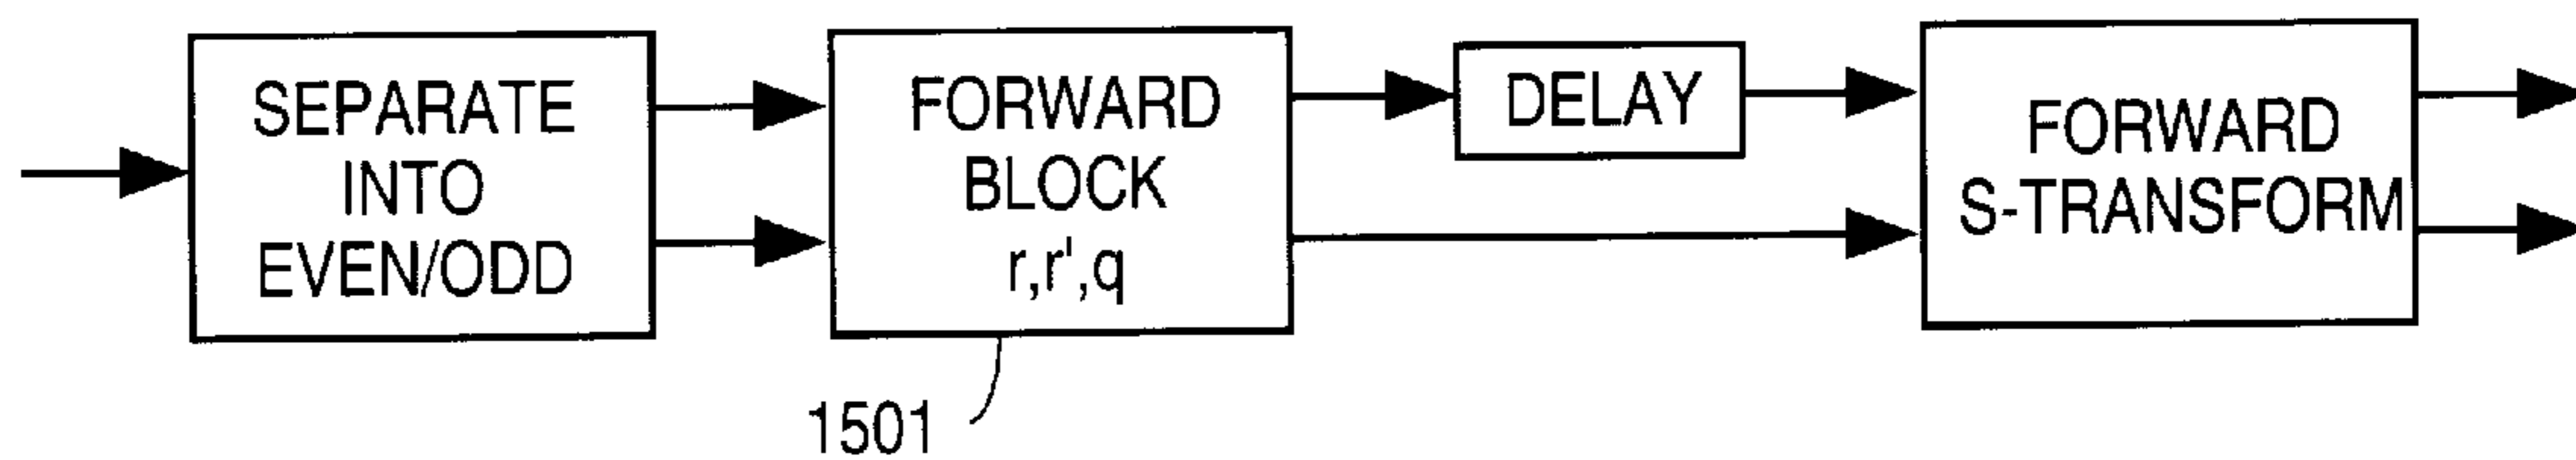 SEPARATE
INTO
EVEN/ODD
FORWARD
BLOCK
r,r',q
1501
DELAY
FORWARD
S-TRANSFORM